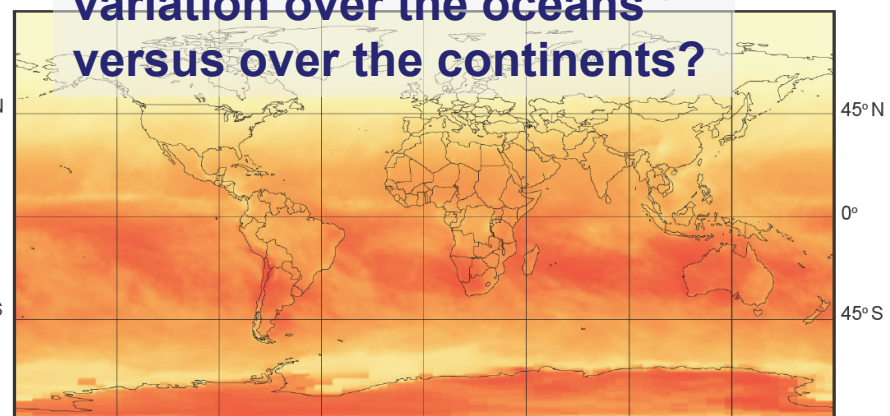 variation over the oceans
versus over the continents?
45° N
0°
45° S